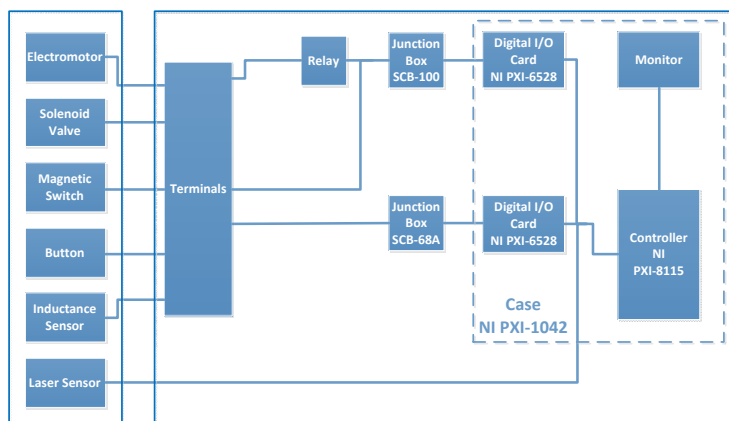 Electromotor
Solenoid
Valve
Magnetic
Switch
Button
Inductance
Sensor
Laser Sensor
Terminals
Relay
Junction
Box
SCB-100
Junction
Box
SCB-68A
Digital I/O
Card
NI PXI-6528
Digital I/O
Card
NI PXI-6528
Monitor
Controller
NI
PXI-8115
Case
NI PXI-1042